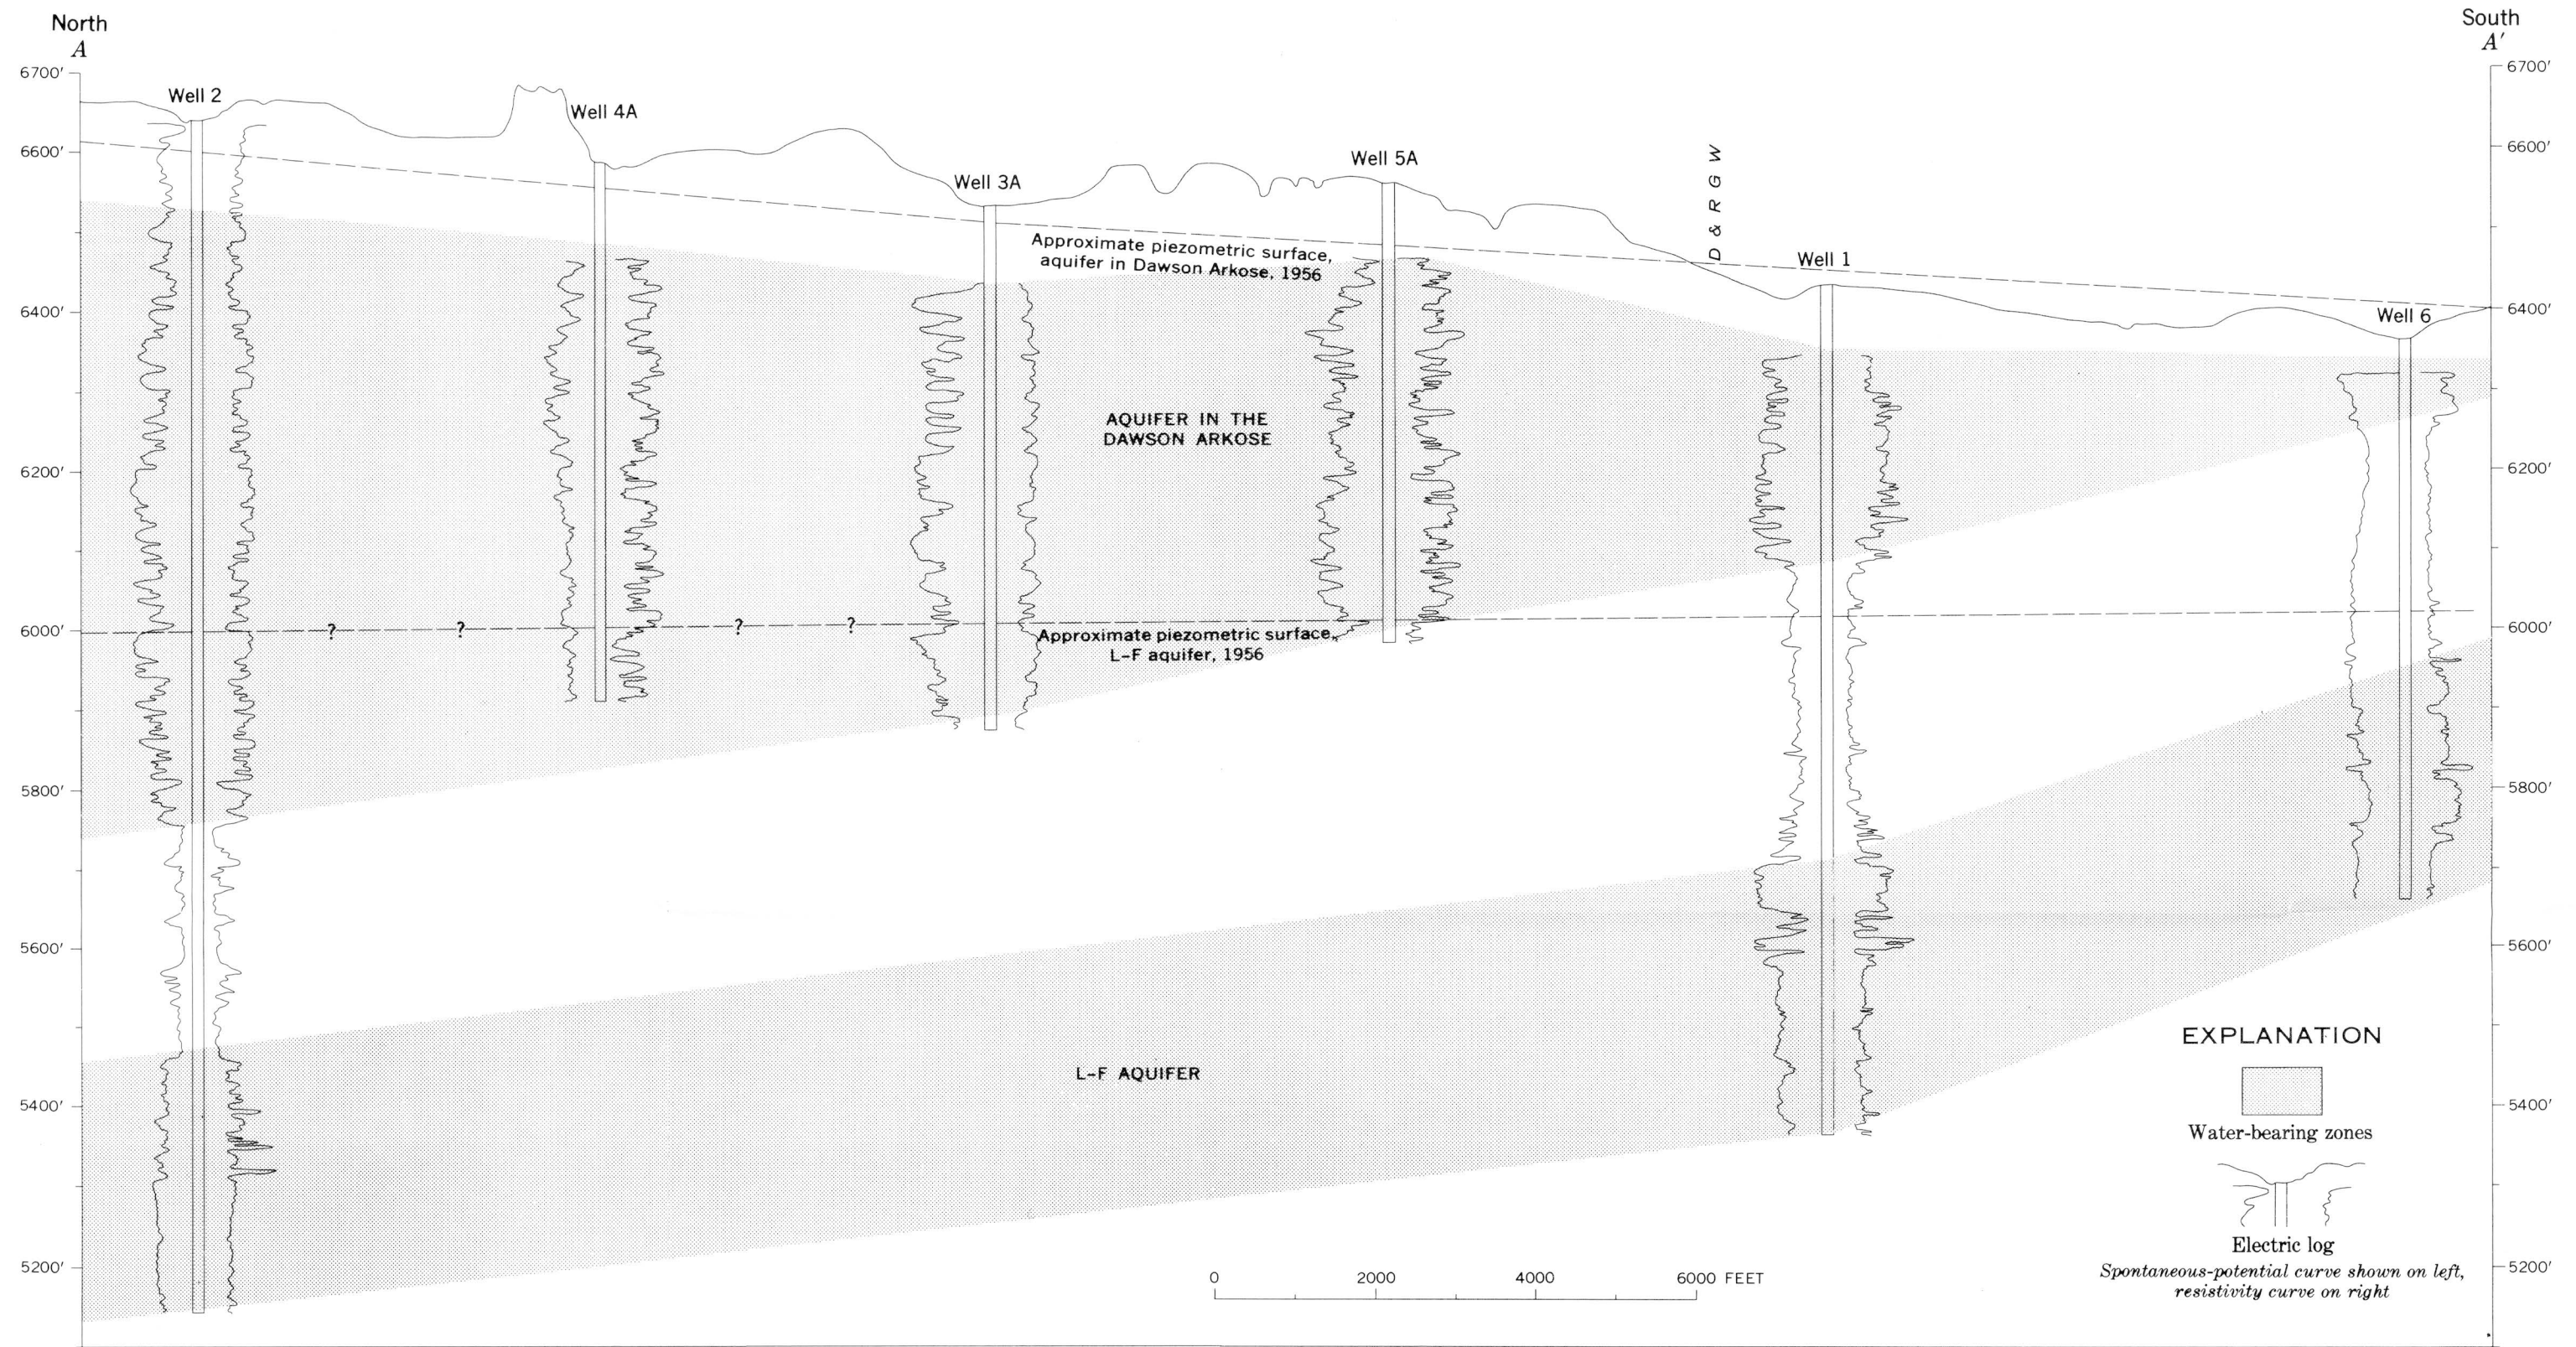 North
A
South
A′
6700′
6600′
6400′
6200′
6000′
5800′
5600′
5400′
5200′
6700′
6600′
6400′
6200′
6000′
5800′
5600′
5400′
5200′
Well 2
Well 4A
Well 3A
Well 5A
D & R G W
Well 1
Well 6
Approximate piezometric surface,
aquifer in Dawson Arkose, 1956
AQUIFER IN THE
DAWSON ARKOSE
? ? ? ?
Approximate piezometric surface,
L-F aquifer, 1956
L-F AQUIFER
0 2000 4000 6000 FEET
EXPLANATION
Water-bearing zones
Electric log
Spontaneous-potential curve shown on left,
resistivity curve on right